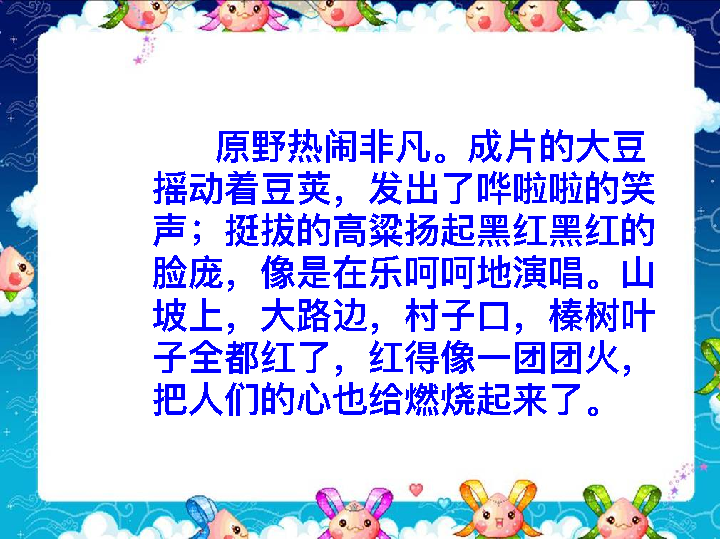 原野热闹非凡。成片的大豆
摇动着豆荚，发出了哗啦啦的笑
声；挺拔的高粱扬起黑红黑红的
脸庞，像是在乐呵呵地演唱。山
坡上，大路边，村子口，榛树叶
子全都红了，红得像一团团火，
把人们的心也给燃烧起来了。